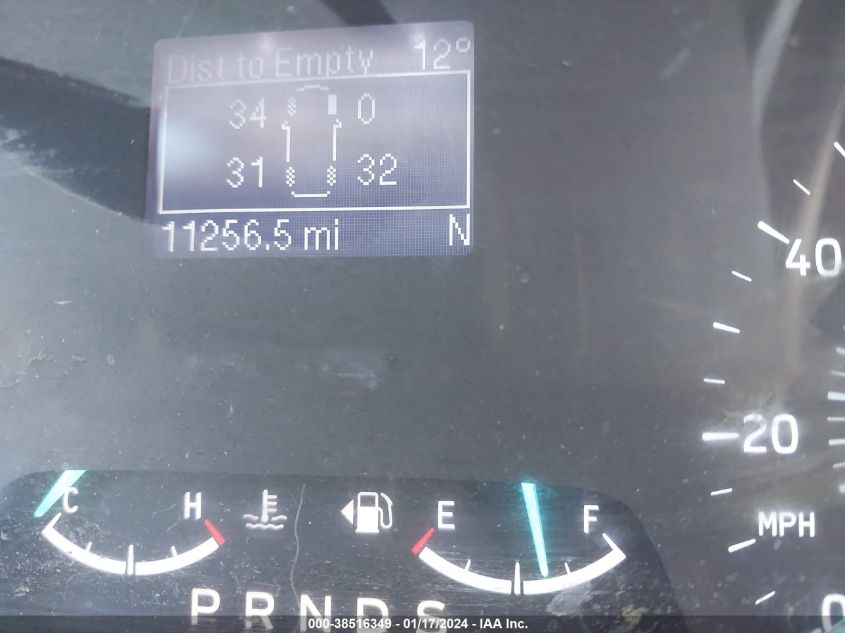 Dist to Empty 12°
34 0
31 32
11256.5 mi N
40
20
C H E F
MPH
0
P R N D S
000-38516349 - 01/17/2024 - IAA Inc.